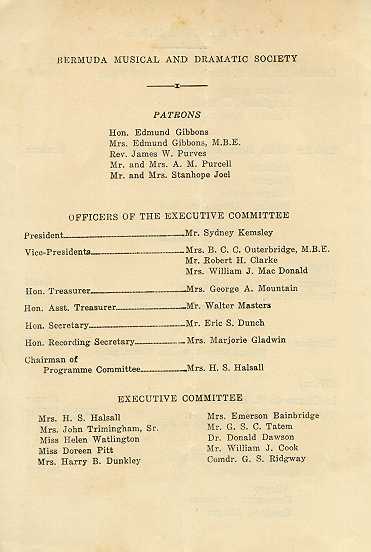 BERMUDA MUSICAL AND DRAMATIC SOCIETY
PATRONS
Hon. Edmund Gibbons
Mrs. Edmund Gibbons, M.B.E.
Rev. James W. Purves
Mr. and Mrs. A. M. Purcell
Mr. and Mrs. Stanhope Joel
OFFICERS OF THE EXECUTIVE COMMITTEE
President Mr. Sydney Kemsley
Vice-Presidents Mrs. B. C. C. Outerbridge, M.B.E.
Mr. Robert H. Clarke
Mrs. William J. Mac Donald
Hon. Treasurer Mrs. George A. Mountain
Hon. Asst. Treasurer Mr. Walter Masters
Hon. Secretary Mr. Eric S. Dunch
Hon. Recording Secretary Mrs. Marjorie Gladwin
Chairman of
Programme Committee Mrs. H. S. Halsall
EXECUTIVE COMMITTEE
Mrs. H. S. Halsall
Mrs. John Trimingham, Sr.
Miss Helen Watlington
Miss Doreen Pitt
Mrs. Harry B. Dunkley
Mrs. Emerson Bainbridge
Mr. G. S. C. Tatem
Dr. Donald Dawson
Mr. William J. Cook
Comdr. G. S. Ridgway